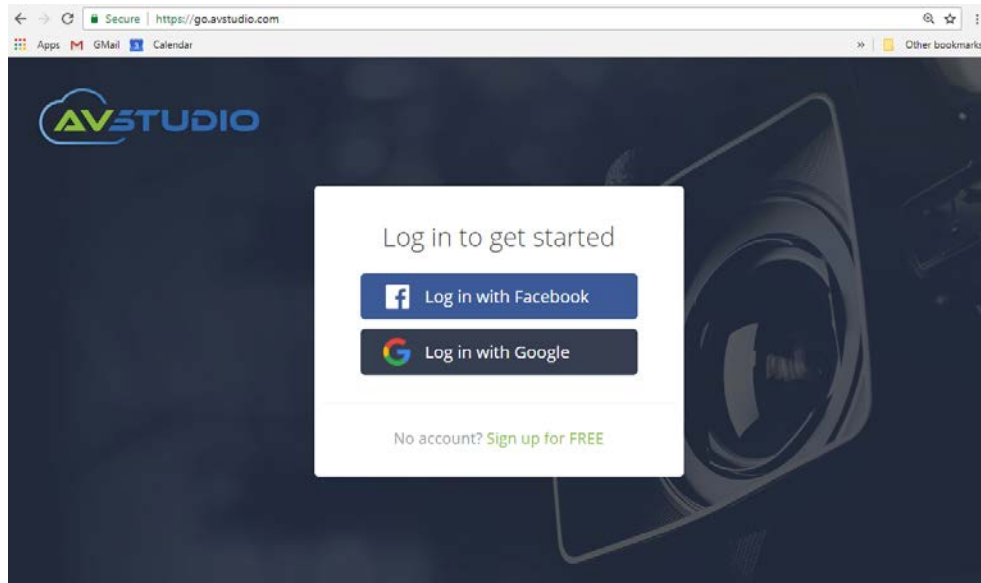 Secure | https://go.avstudio.com
Apps GMail Calendar » Other bookmarks
AVSTUDIO
Log in to get started
Log in with Facebook
Log in with Google
No account? Sign up for FREE